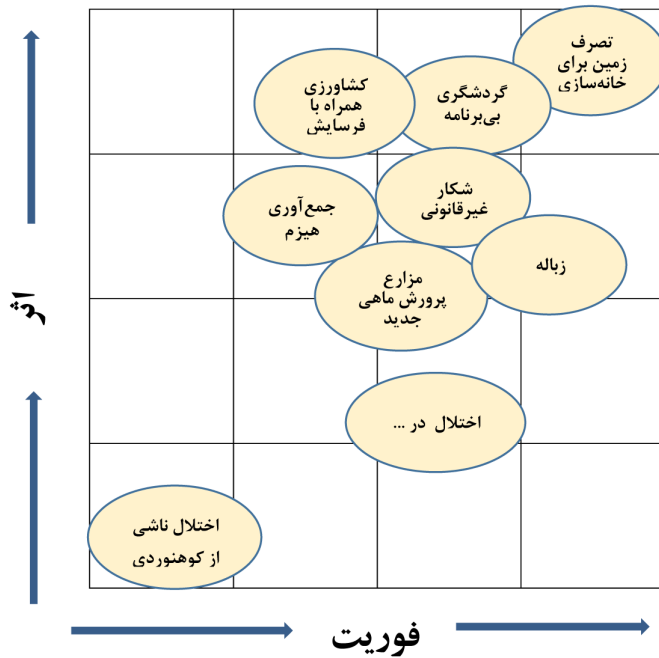 تصرف
زمین برای
خانه‌سازی
گردشگری
بی‌برنامه
کشاورزی
همراه با
فرسایش
شکار
غیرقانونی
جمع‌آوری
هیزم
زباله
مزارع
پرورش ماهی
جدید
اختلال در ...
اختلال ناشی
از کوهنوردی
اثر
فوریت